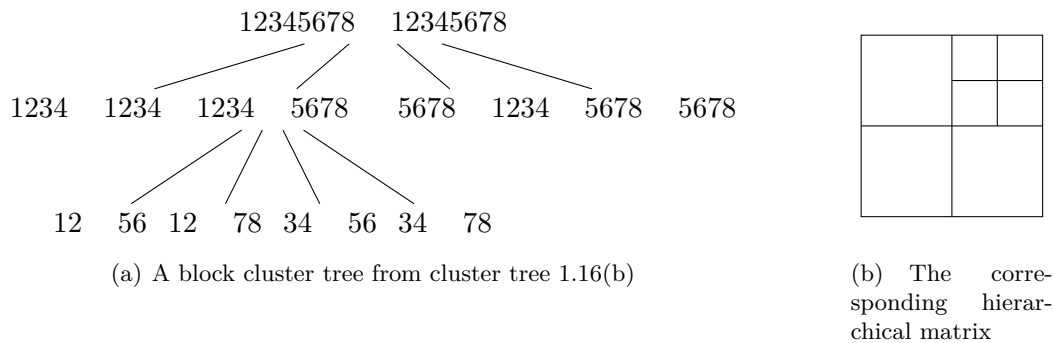 12345678 12345678
1234 1234 1234 5678 5678 1234 5678 5678
12 56 12 78 34 56 34 78
(a) A block cluster tree from cluster tree 1.16(b)
(b) The corre-
sponding hierar-
chical matrix